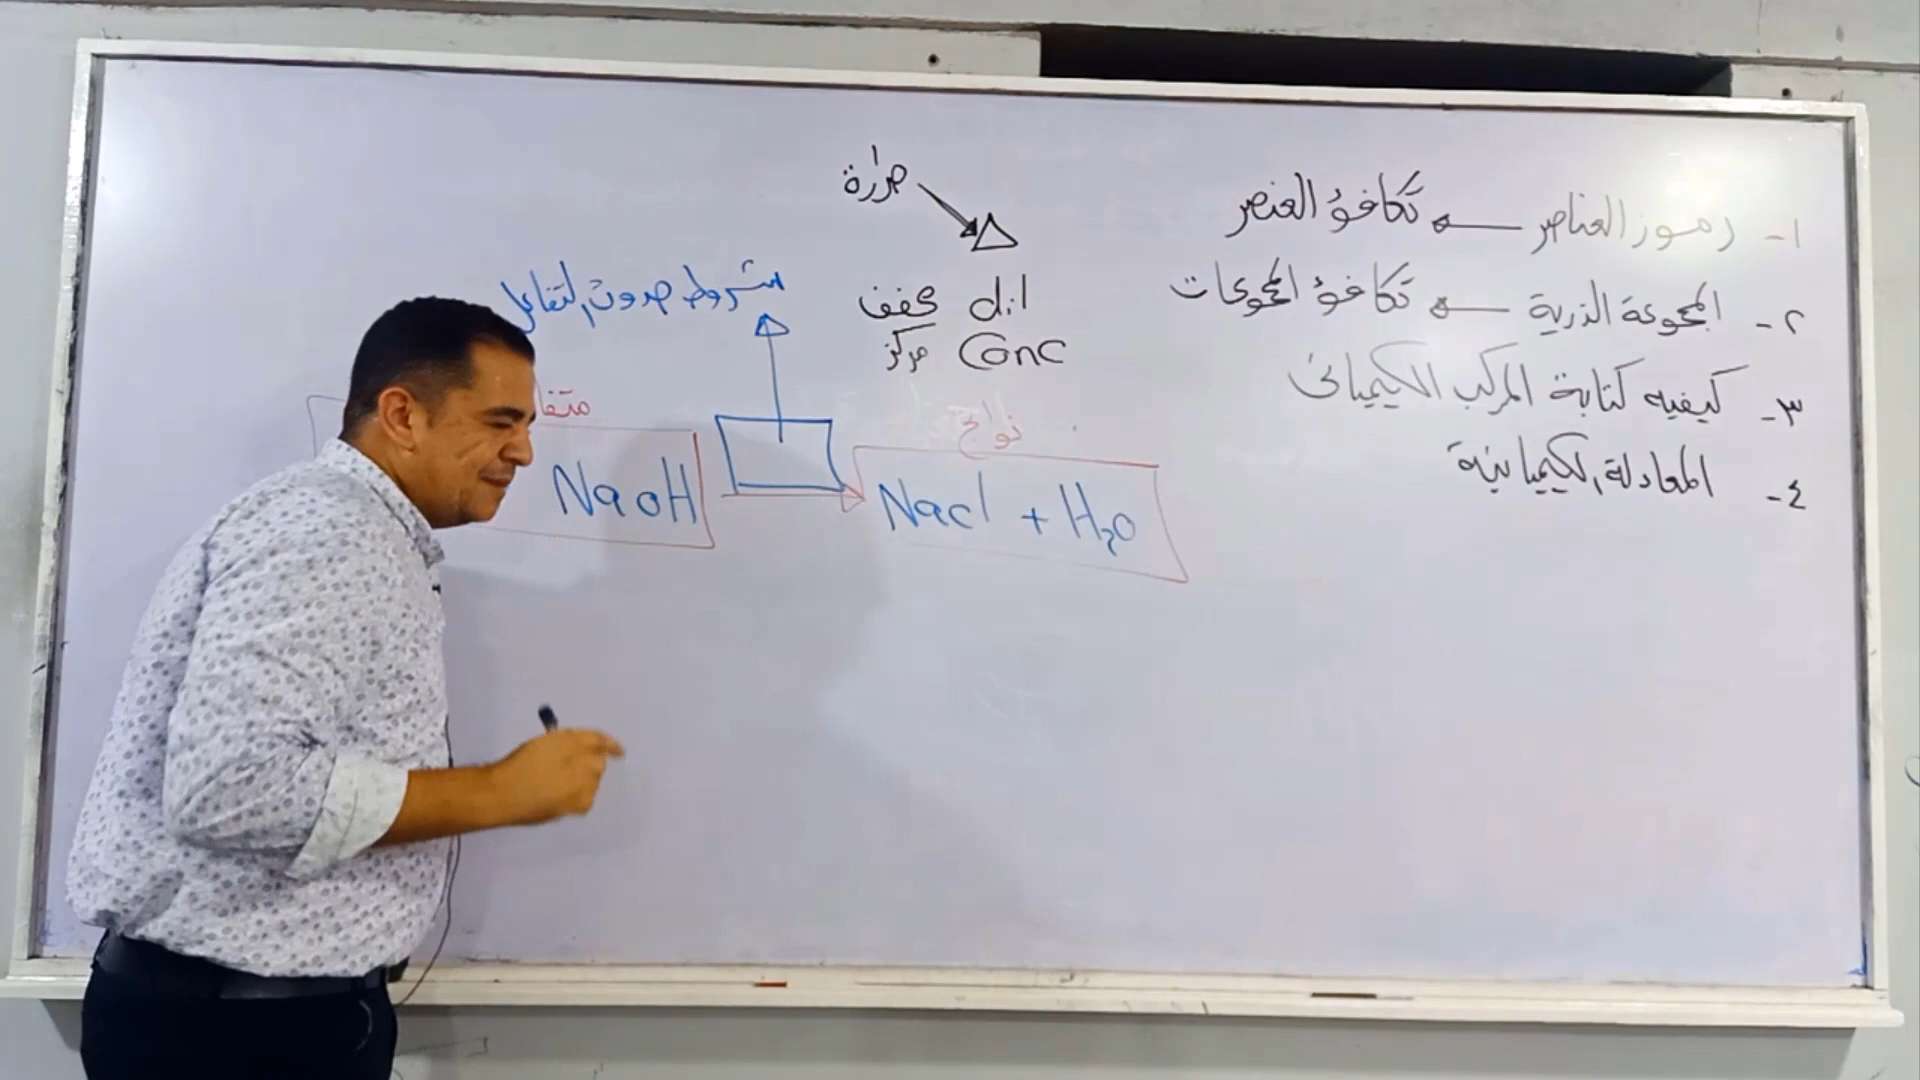 ١- رموز العناصر ← تكافؤ العنصر
٢- المجموعة الذرية ← تكافؤ المجموعات
٣- كيفيه كتابة المركب الكيميائى
٤- المعادلة الكيميائية
حرارة
△
dil مخفف
Conc مركز
شروط حدوث التفاعل
نواتج
NaoH → Nacl + H₂o